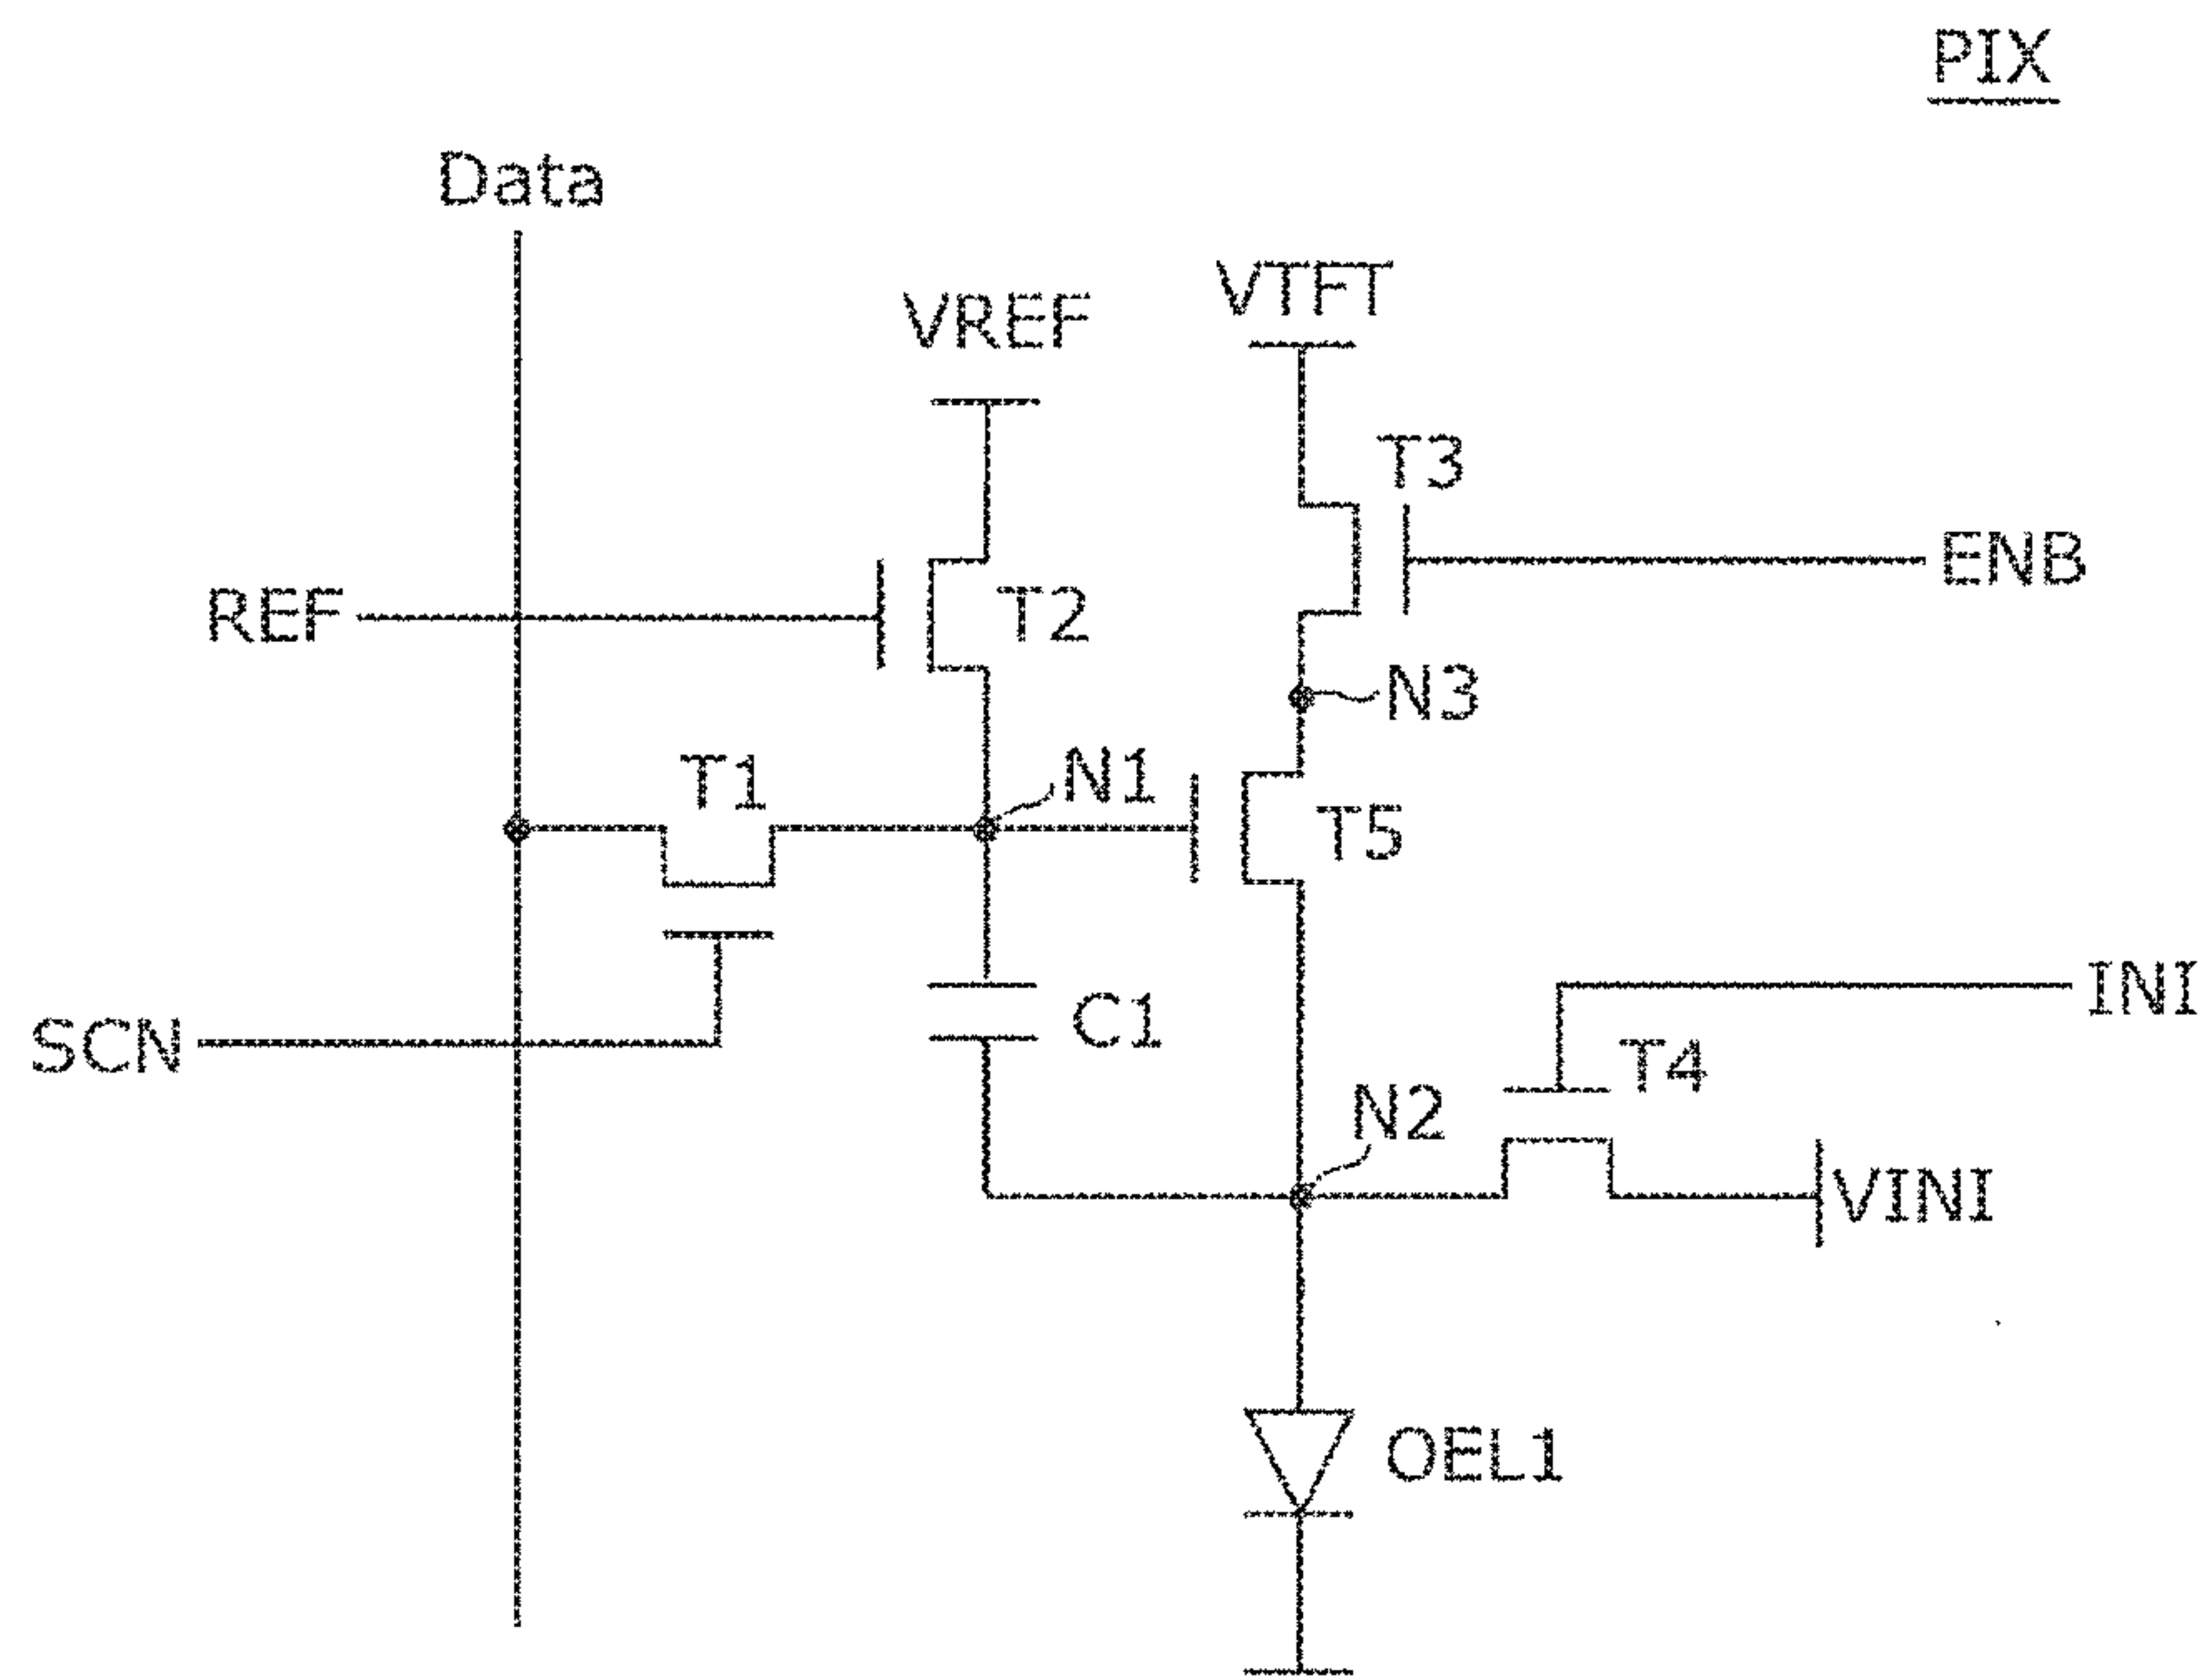 PIX
Data
VREF
VTFT
T3
ENB
REF
T2
N3
T1
N1
T5
SCN
C1
INI
T4
N2
VINI
OEL1